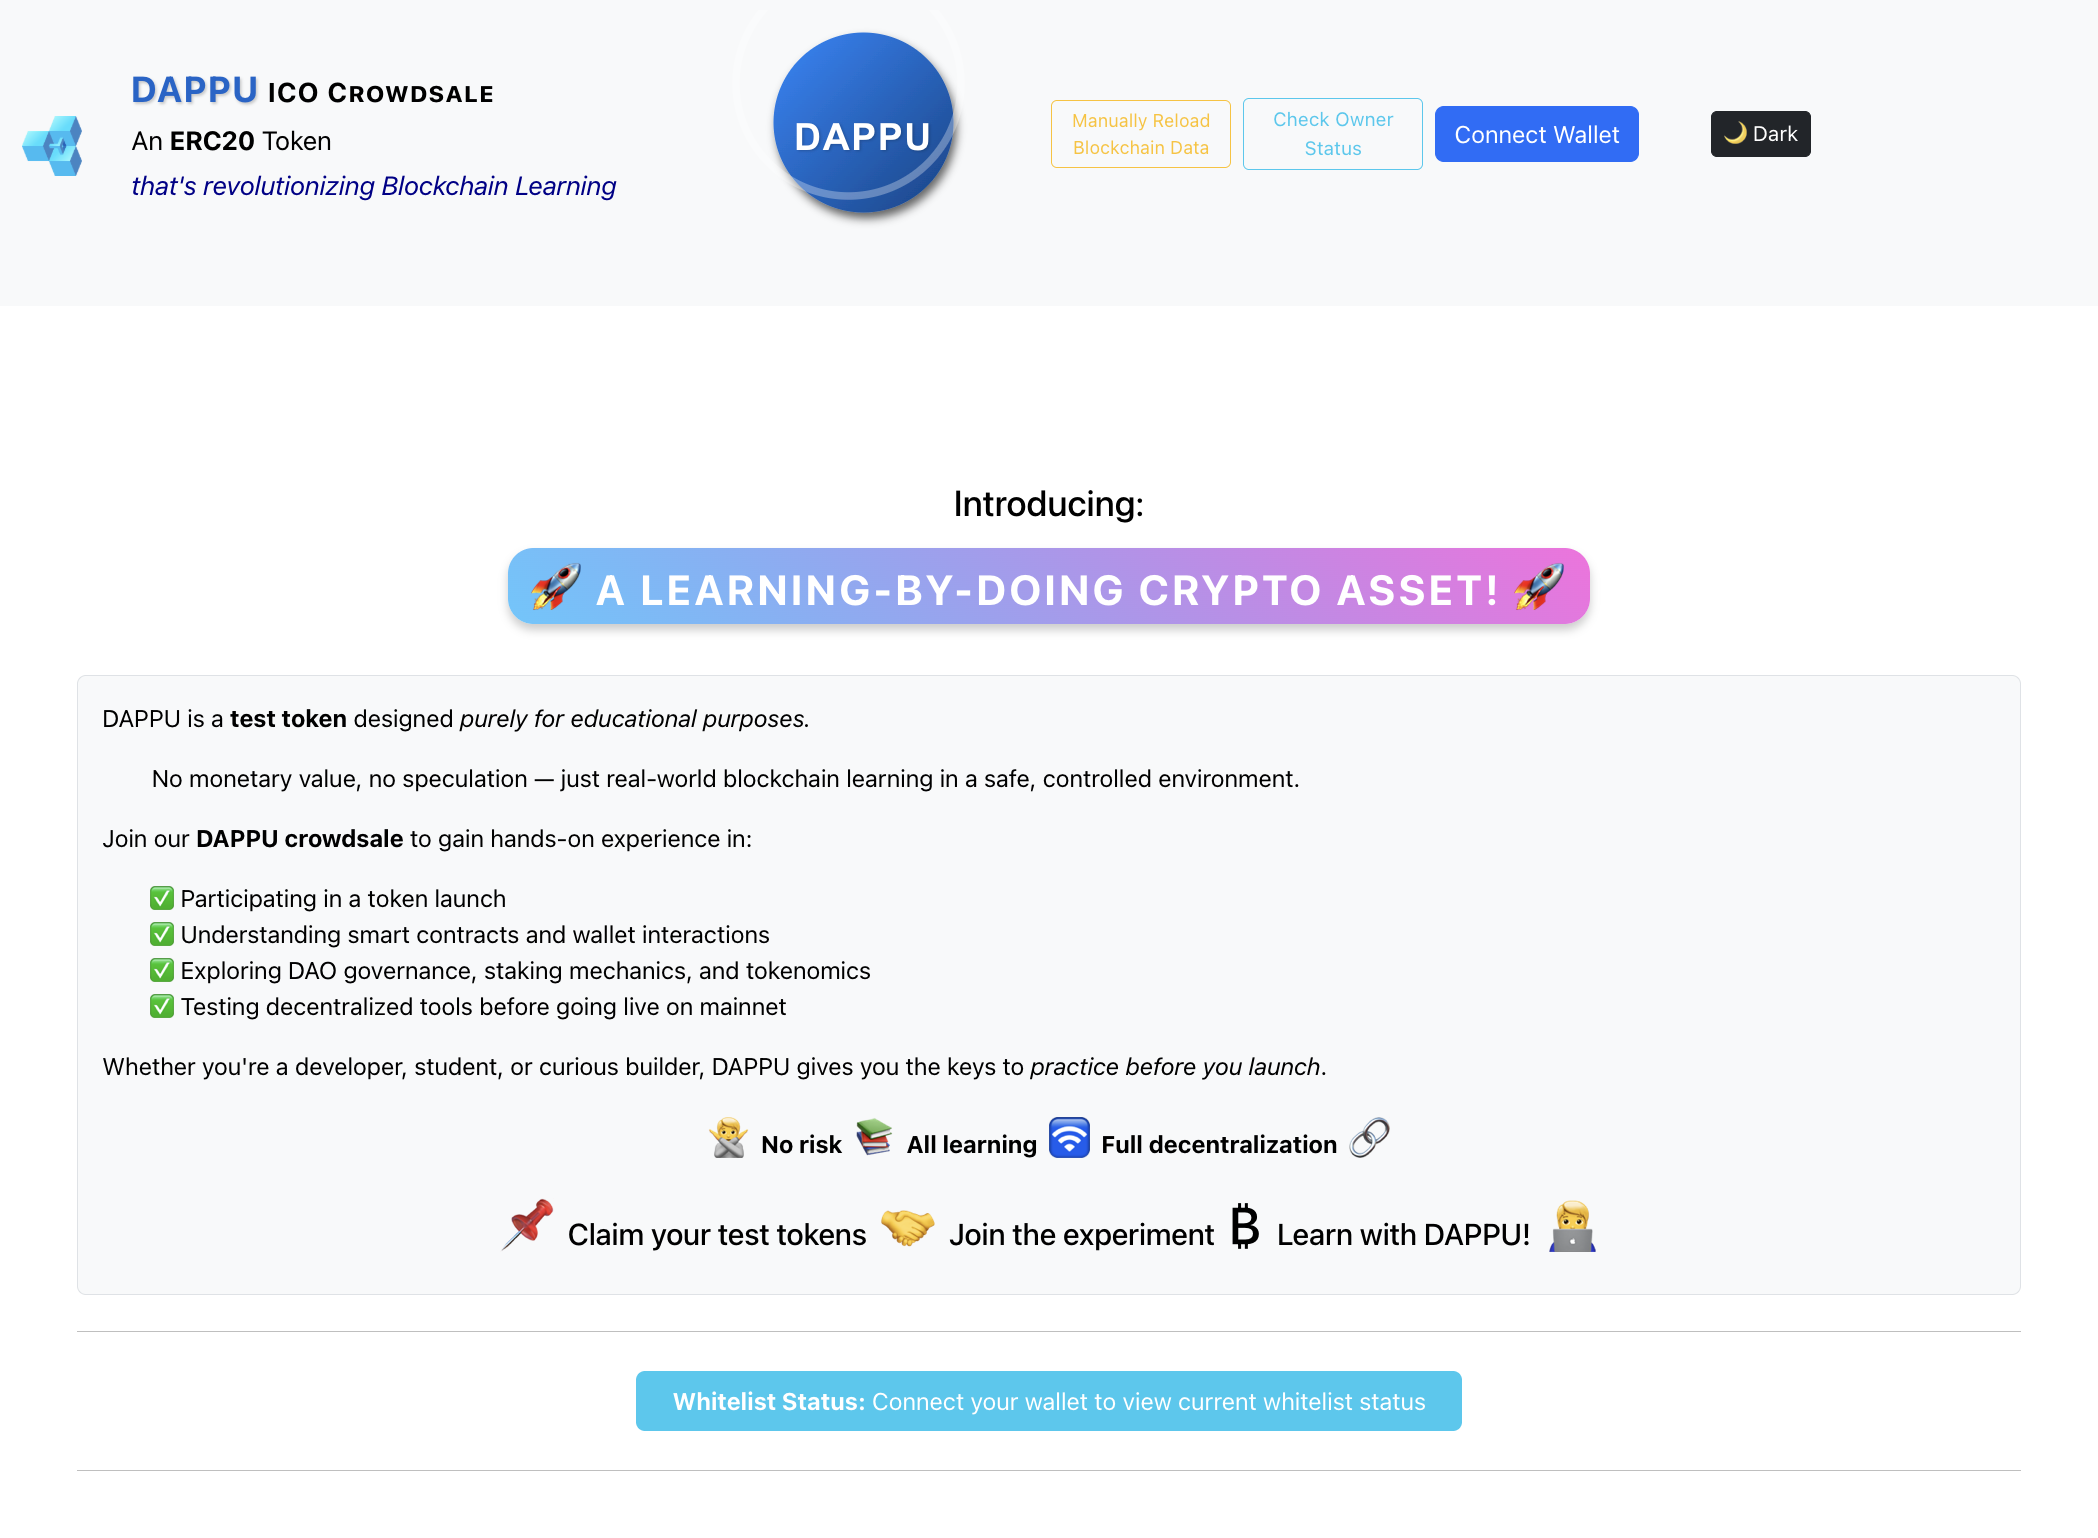 DAPPU ICO CROWDSALE
An ERC20 Token
that's revolutionizing Blockchain Learning
DAPPU
Manually Reload
Blockchain Data
Check Owner
Status
Connect Wallet
🌙 Dark
Introducing:
🚀 A LEARNING-BY-DOING CRYPTO ASSET! 🚀
DAPPU is a test token designed purely for educational purposes.
No monetary value, no speculation — just real-world blockchain learning in a safe, controlled environment.
Join our DAPPU crowdsale to gain hands-on experience in:
✅ Participating in a token launch
✅ Understanding smart contracts and wallet interactions
✅ Exploring DAO governance, staking mechanics, and tokenomics
✅ Testing decentralized tools before going live on mainnet
Whether you're a developer, student, or curious builder, DAPPU gives you the keys to practice before you launch.
🙅 No risk 📚 All learning 🛜 Full decentralization 🔗
📌 Claim your test tokens 🤝 Join the experiment ₿ Learn with DAPPU! 🧑‍💻
Whitelist Status: Connect your wallet to view current whitelist status